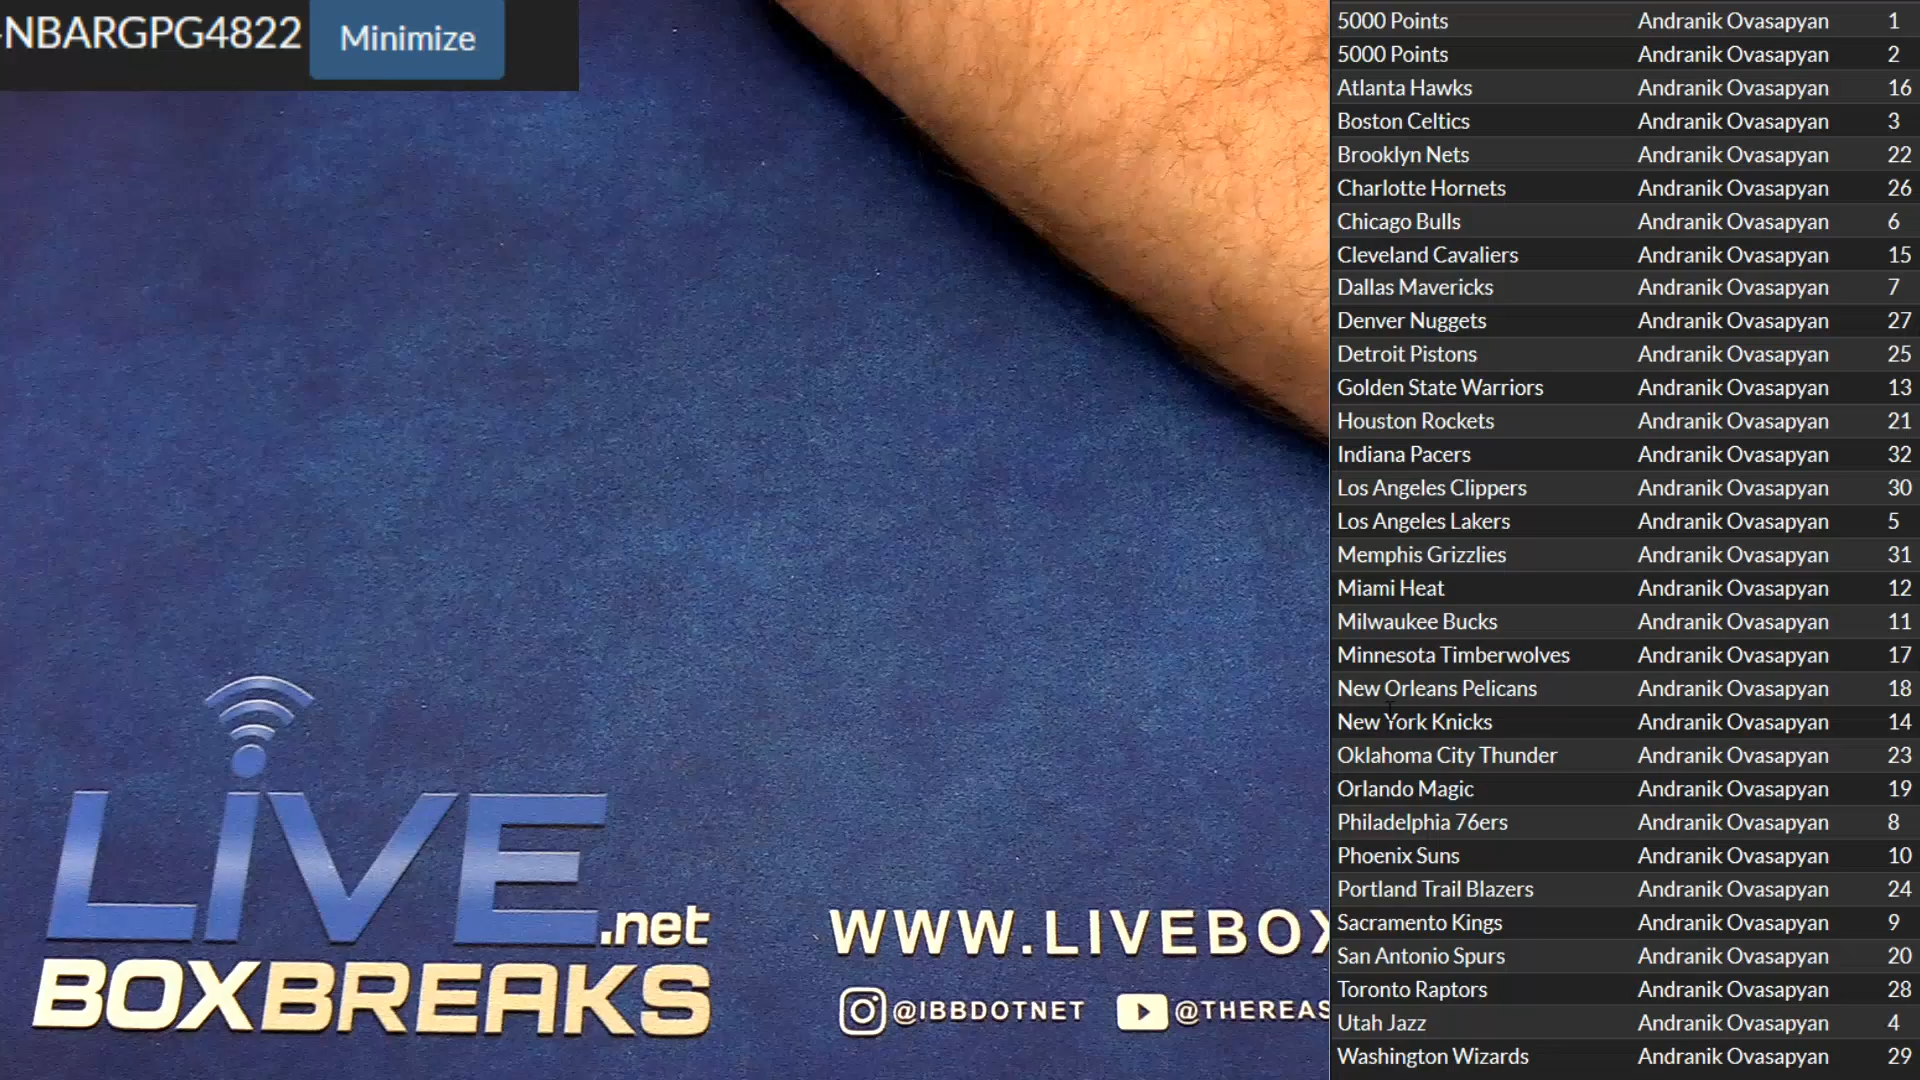 -NBARGPG4822 Minimize
5000 Points Andranik Ovasapyan 1
5000 Points Andranik Ovasapyan 2
Atlanta Hawks Andranik Ovasapyan 16
Boston Celtics Andranik Ovasapyan 3
Brooklyn Nets Andranik Ovasapyan 22
Charlotte Hornets Andranik Ovasapyan 26
Chicago Bulls Andranik Ovasapyan 6
Cleveland Cavaliers Andranik Ovasapyan 15
Dallas Mavericks Andranik Ovasapyan 7
Denver Nuggets Andranik Ovasapyan 27
Detroit Pistons Andranik Ovasapyan 25
Golden State Warriors Andranik Ovasapyan 13
Houston Rockets Andranik Ovasapyan 21
Indiana Pacers Andranik Ovasapyan 32
Los Angeles Clippers Andranik Ovasapyan 30
Los Angeles Lakers Andranik Ovasapyan 5
Memphis Grizzlies Andranik Ovasapyan 31
Miami Heat Andranik Ovasapyan 12
Milwaukee Bucks Andranik Ovasapyan 11
Minnesota Timberwolves Andranik Ovasapyan 17
New Orleans Pelicans Andranik Ovasapyan 18
New York Knicks Andranik Ovasapyan 14
Oklahoma City Thunder Andranik Ovasapyan 23
Orlando Magic Andranik Ovasapyan 19
Philadelphia 76ers Andranik Ovasapyan 8
Phoenix Suns Andranik Ovasapyan 10
Portland Trail Blazers Andranik Ovasapyan 24
Sacramento Kings Andranik Ovasapyan 9
San Antonio Spurs Andranik Ovasapyan 20
Toronto Raptors Andranik Ovasapyan 28
Utah Jazz Andranik Ovasapyan 4
Washington Wizards Andranik Ovasapyan 29
LiVE.net
BOXBREAKS
WWW.LIVEBOX
@IBBDOTNET @THEREAS